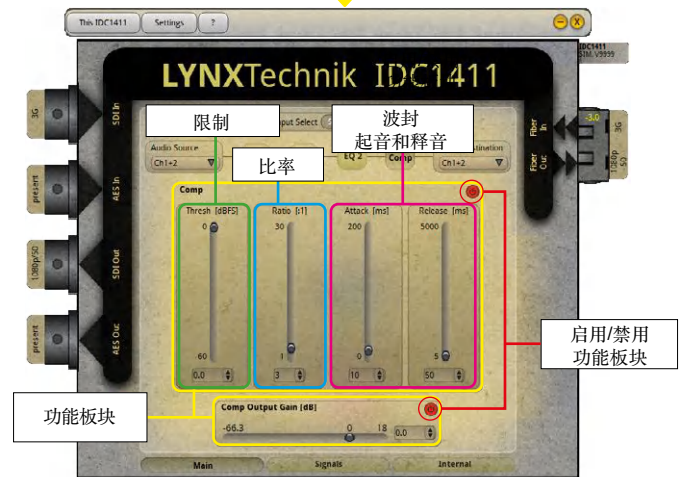 This IDC1411
Settings
?
IDC1411
SIM, V9999
LYNXTechnik IDC1411
3G
SDI In
present
AES In
1080p/50
SDI Out
present
AES Out
Fiber In
Fiber Out
-3.0
3G
1080p
50
限制
put Select
波封
起音和释音
Audio Source
Ch1+2
比率
EQ 2
Comp
tination
Ch1+2
Comp
Thresh [dBFS]
Ratio [:1]
Attack [ms]
Release [ms]
0
30
200
5000
60
1
0
5
0.0
3
10
50
启用/禁用
功能板块
功能板块
Comp Output Gain [dB]
-66.3
0
18
0.0
Main
Signals
Internal